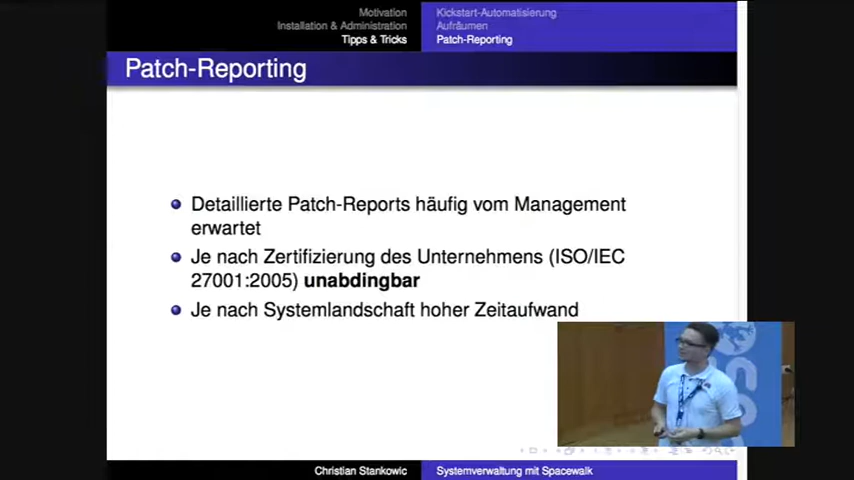 Motivation
Installation & Administration
Tipps & Tricks
Kickstart-Automatisierung
Aufräumen
Patch-Reporting
Patch-Reporting
Detaillierte Patch-Reports häufig vom Management
erwartet
Je nach Zertifizierung des Unternehmens (ISO/IEC
27001:2005) unabdingbar
Je nach Systemlandschaft hoher Zeitaufwand
Christian Stankowic
Systemverwaltung mit Spacewalk